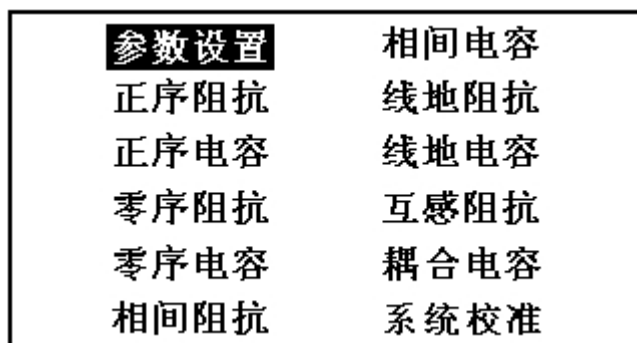 参数设置 相间电容
正序阻抗 线地阻抗
正序电容 线地电容
零序阻抗 互感阻抗
零序电容 耦合电容
相间阻抗 系统校准